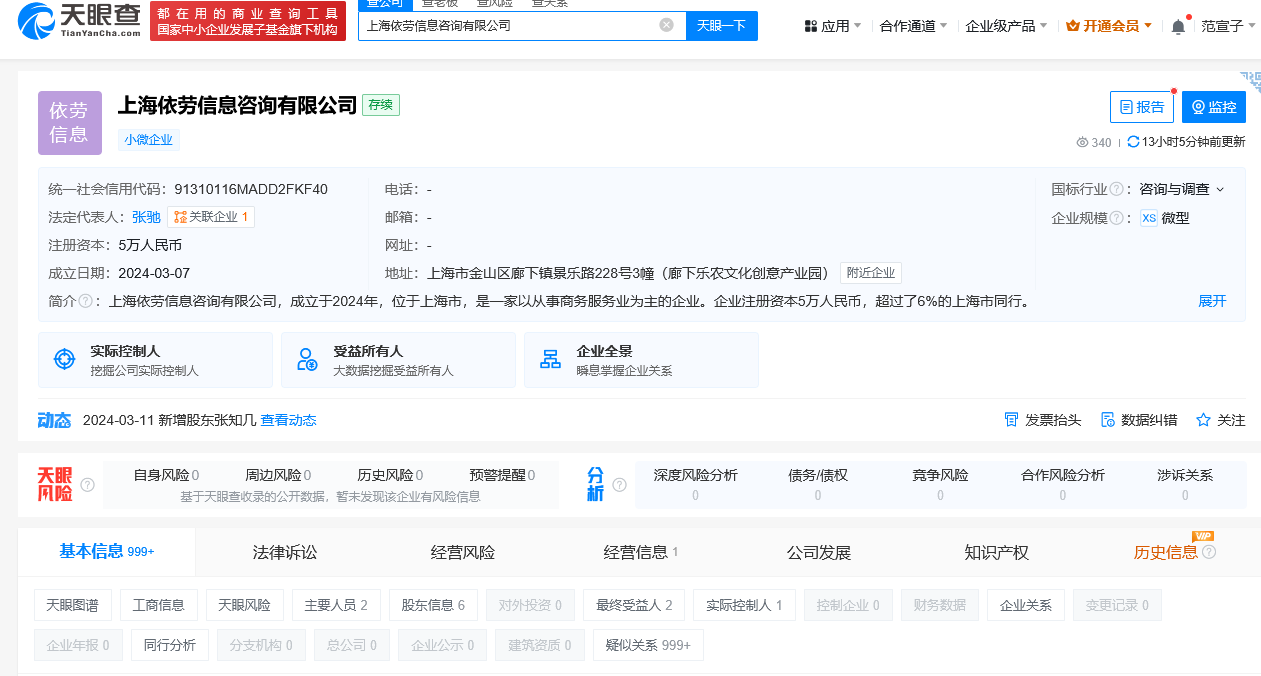 天眼查
TianYanCha.com
都在用的商业查询工具
国家中小企业发展子基金旗下机构
查公司 查老板 查风险 查关系
上海依劳信息咨询有限公司 天眼一下
应用 合作通道 企业级产品 开通会员 范宣子
依劳
信息
上海依劳信息咨询有限公司 存续
小微企业
报告 监控
340 13小时5分钟前更新
统一社会信用代码：91310116MADD2FKF40 电话：- 国标行业?：咨询与调查
法定代表人：张驰 关联企业 1 邮箱：- 企业规模?：XS 微型
注册资本：5万人民币 网址：-
成立日期：2024-03-07 地址：上海市金山区廊下镇景乐路228号3幢（廊下乐农文化创意产业园） 附近企业
简介?：上海依劳信息咨询有限公司，成立于2024年，位于上海市，是一家以从事商务服务业为主的企业。企业注册资本5万人民币，超过了6%的上海市同行。 展开
实际控制人 受益所有人 企业全景
挖掘公司实际控制人 大数据挖掘受益所有人 瞬息掌握企业关系
动态 2024-03-11 新增股东张知几 查看动态 发票抬头 数据纠错 关注
天眼风险 ? 自身风险0 周边风险0 历史风险0 预警提醒0
基于天眼查收录的公开数据，暂未发现该企业有风险信息
分析 ? 深度风险分析 债务/债权 竞争风险 合作风险分析 涉诉关系
0 0 0 0 0
基本信息 999+ 法律诉讼 经营风险 经营信息 1 公司发展 知识产权 历史信息 ? VIP
天眼图谱 工商信息 天眼风险 主要人员 2 股东信息 6 对外投资 0 最终受益人 2 实际控制人 1 控制企业 0 财务数据 企业关系 变更记录 0
企业年报 0 同行分析 分支机构 0 总公司 0 企业公示 0 建筑资质 0 疑似关系 999+